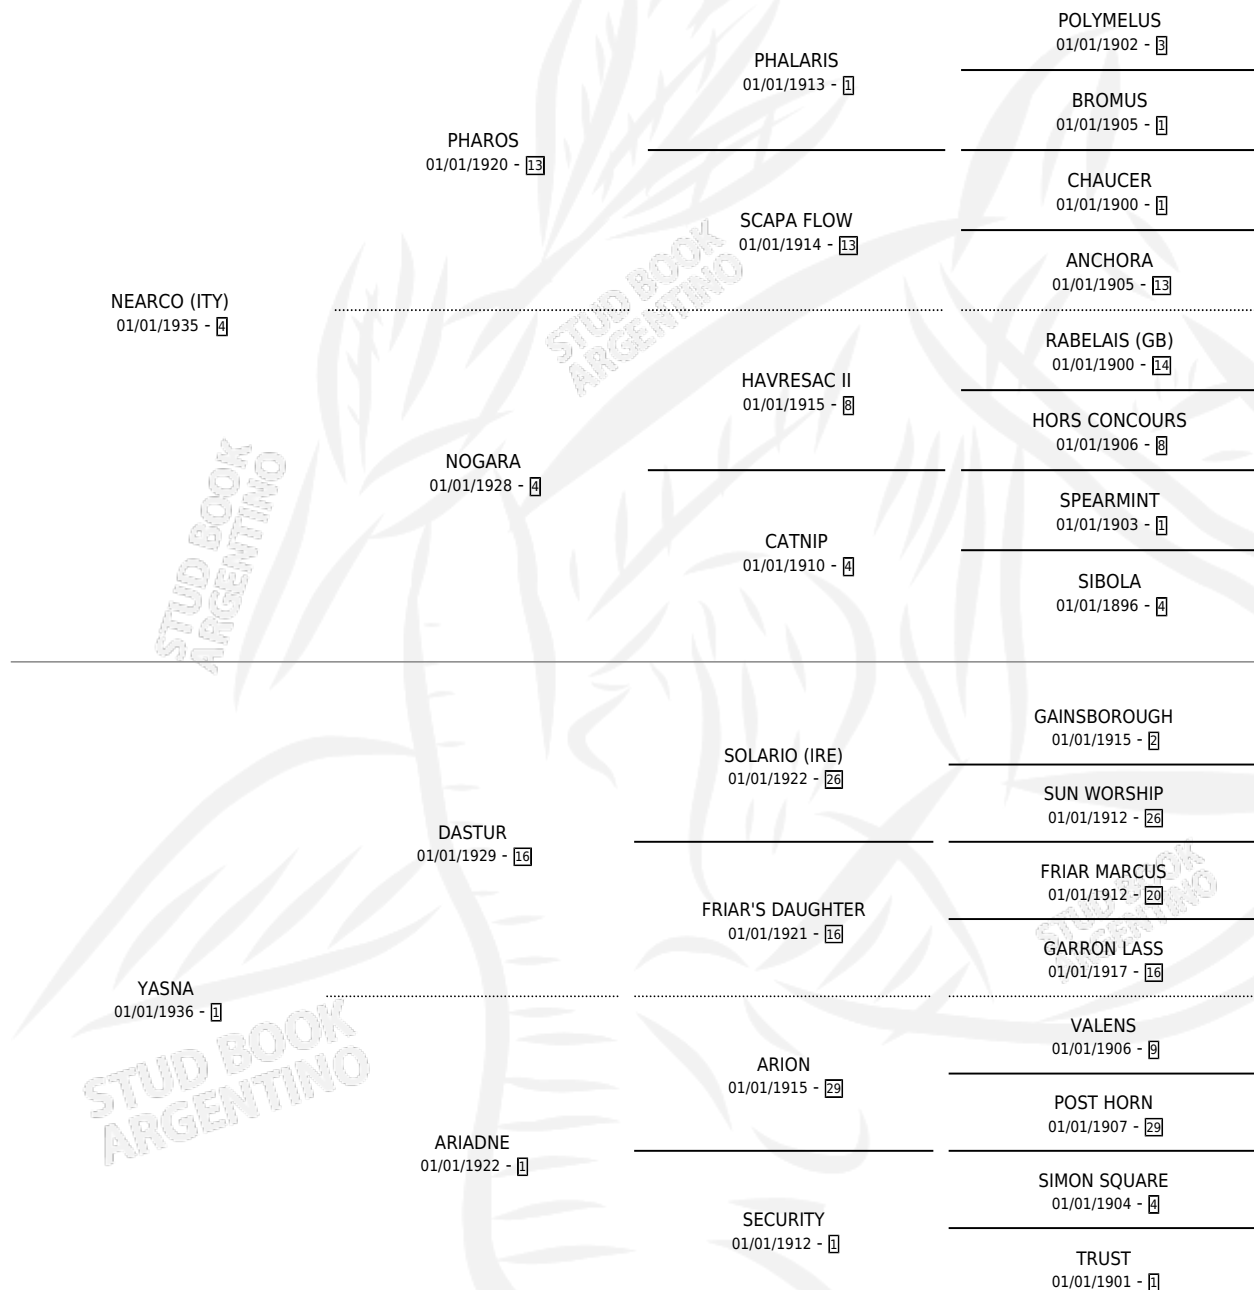 POLYMELUS
01/01/1902 - 3
PHALARIS
01/01/1913 - 1
BROMUS
01/01/1905 - 1
PHAROS
01/01/1920 - 13
CHAUCER
01/01/1900 - 1
SCAPA FLOW
01/01/1914 - 13
ANCHORA
01/01/1905 - 13
NEARCO (ITY)
01/01/1935 - 4
RABELAIS (GB)
01/01/1900 - 14
HAVRESAC II
01/01/1915 - 8
HORS CONCOURS
01/01/1906 - 8
NOGARA
01/01/1928 - 4
SPEARMINT
01/01/1903 - 1
CATNIP
01/01/1910 - 4
SIBOLA
01/01/1896 - 4
STUD BOOK
ARGENTINO
STUD BOOK
ARGENTINO
GAINSBOROUGH
01/01/1915 - 2
SOLARIO (IRE)
01/01/1922 - 26
SUN WORSHIP
01/01/1912 - 26
DASTUR
01/01/1929 - 16
FRIAR MARCUS
01/01/1912 - 20
FRIAR'S DAUGHTER
01/01/1921 - 16
GARRON LASS
01/01/1917 - 16
STUD BOOK
ARGENTINO
YASNA
01/01/1936 - 1
VALENS
01/01/1906 - 9
ARION
01/01/1915 - 29
POST HORN
01/01/1907 - 29
ARIADNE
01/01/1922 - 1
SIMON SQUARE
01/01/1904 - 4
SECURITY
01/01/1912 - 1
TRUST
01/01/1901 - 1
STUD BOOK
ARGENTINO